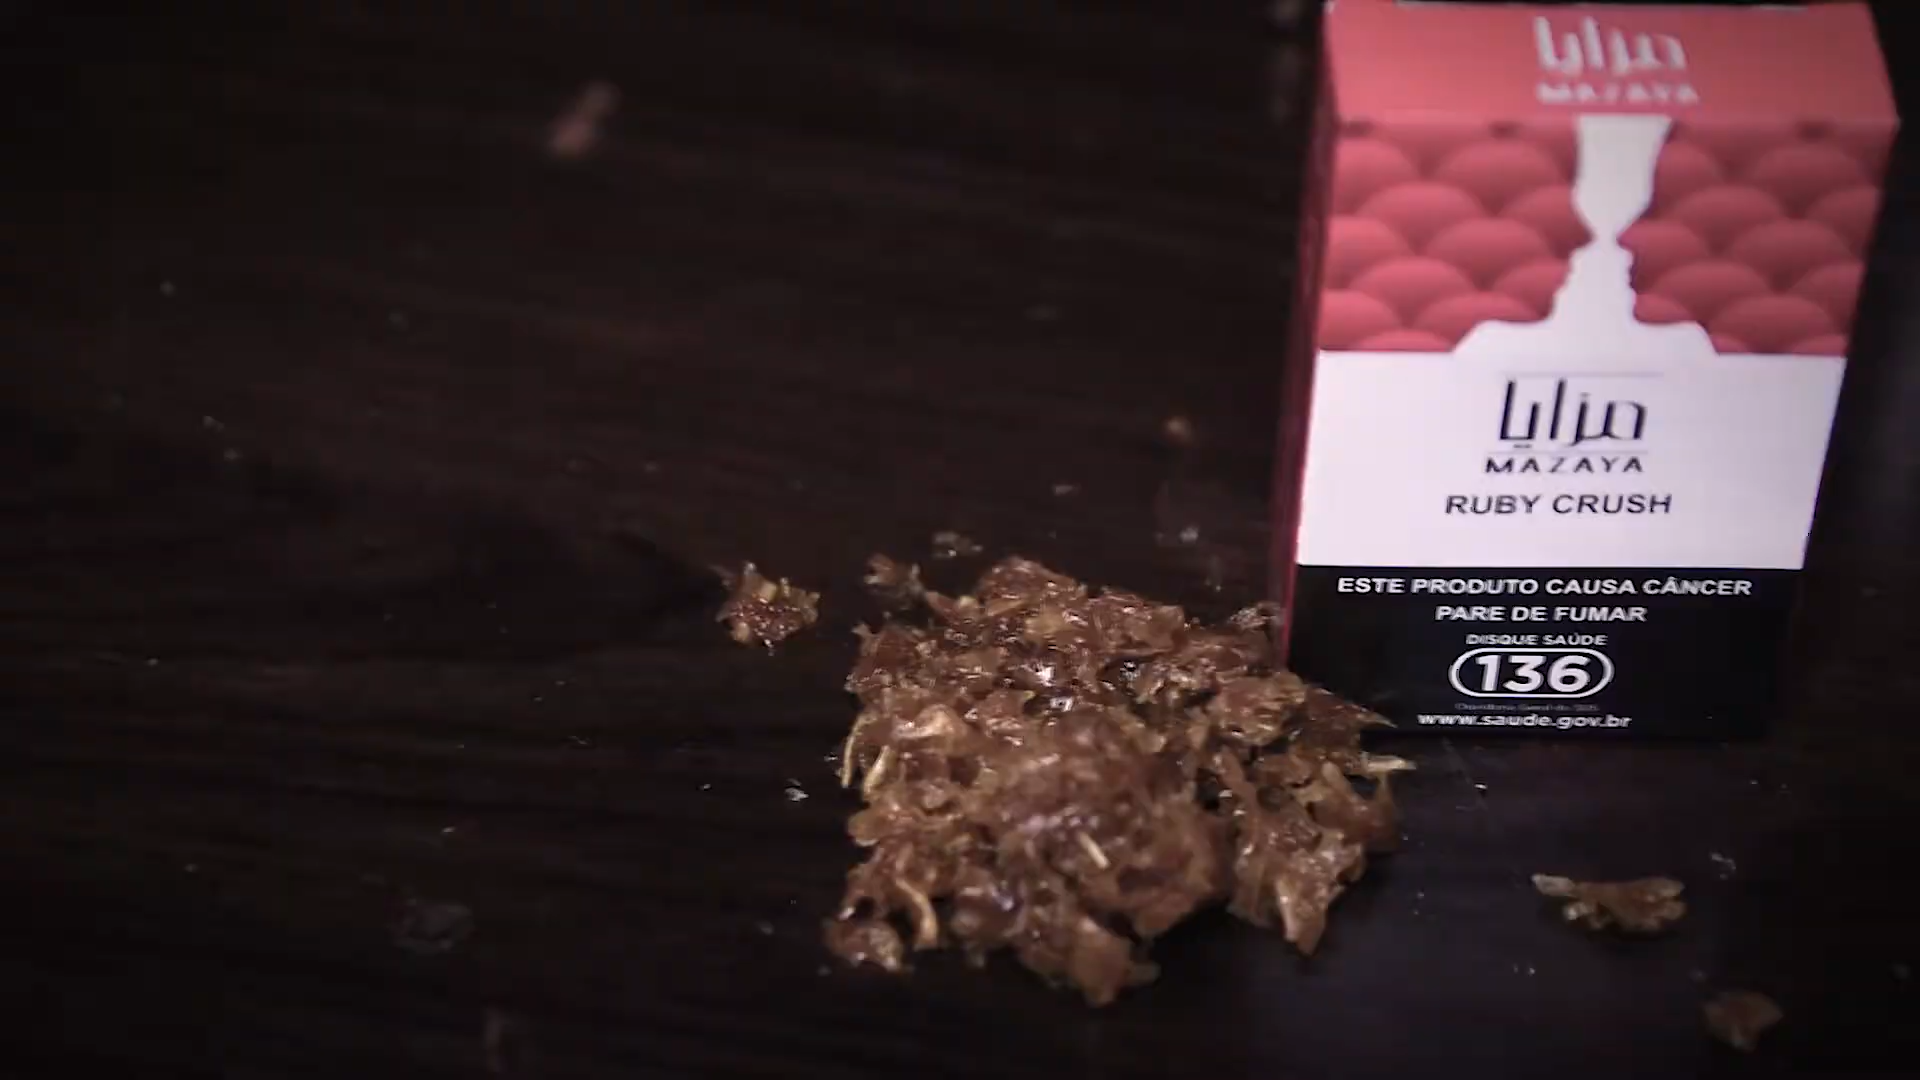 مزايا
MAZAYA
مزايا
MAZAYA
RUBY CRUSH
ESTE PRODUTO CAUSA CÂNCER
PARE DE FUMAR
DISQUE SAÚDE
136
www.saude.gov.br